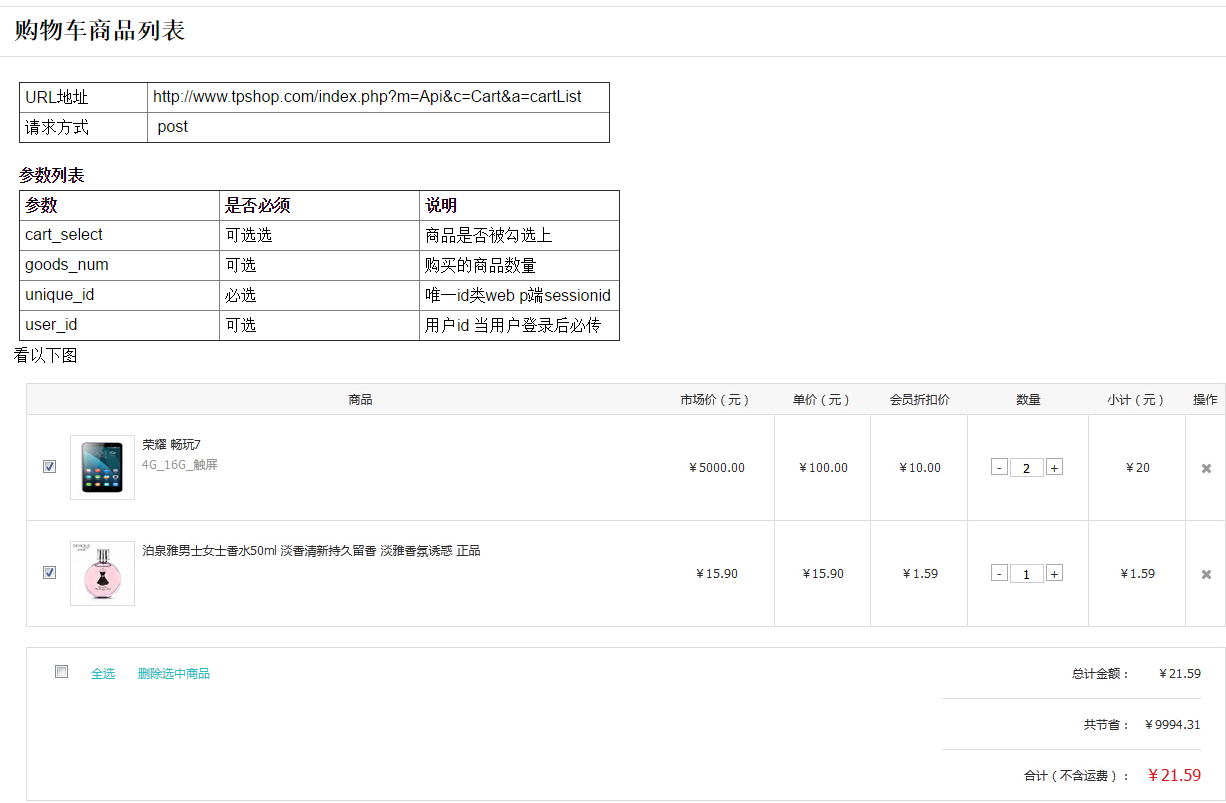 购物车商品列表
URL地址 http://www.tpshop.com/index.php?m=Api&c=Cart&a=cartList
请求方式 post
参数列表
参数 是否必须 说明
cart_select 可选选 商品是否被勾选上
goods_num 可选 购买的商品数量
unique_id 必选 唯一id类web p端sessionid
user_id 可选 用户id 当用户登录后必传
看以下图
商品 市场价（元） 单价（元） 会员折扣价 数量 小计（元） 操作
荣耀 畅玩7
4G_16G_触屏
￥5000.00 ￥100.00 ￥10.00 - 2 + ￥20
泊泉雅男士女士香水50ml 淡香清新持久留香 淡雅香氛诱惑 正品
￥15.90 ￥15.90 ￥1.59 - 1 + ￥1.59
全选 删除选中商品 总计金额： ￥21.59
共节省： ￥9994.31
合计（不含运费）： ￥21.59